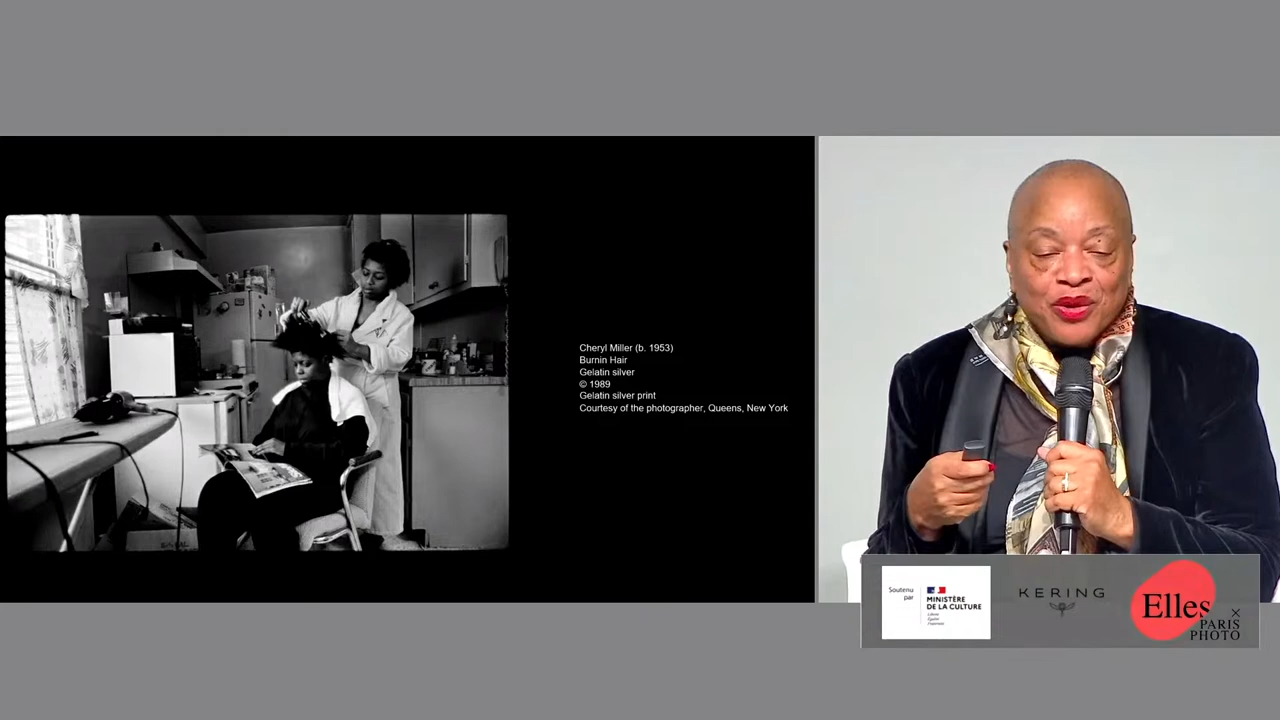 Cheryl Miller (b. 1953)
Burnin Hair
Gelatin silver
© 1989
Gelatin silver print
Courtesy of the photographer, Queens, New York
Soutenu
par
MINISTÈRE
DE LA CULTURE
KERING
Elles
×
PARIS
PHOTO